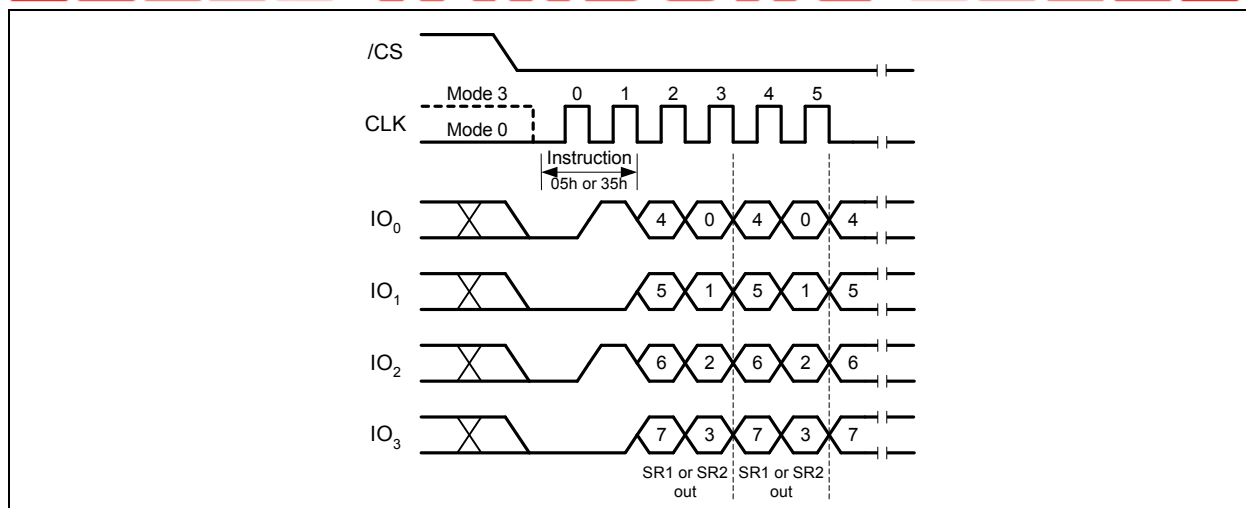 /CS
Mode 3 0 1 2 3 4 5
CLK
Mode 0
Instruction
05h or 35h
IO0 4 0 4 0 4
IO1 5 1 5 1 5
IO2 6 2 6 2 6
IO3 7 3 7 3 7
SR1 or SR2 SR1 or SR2
out out